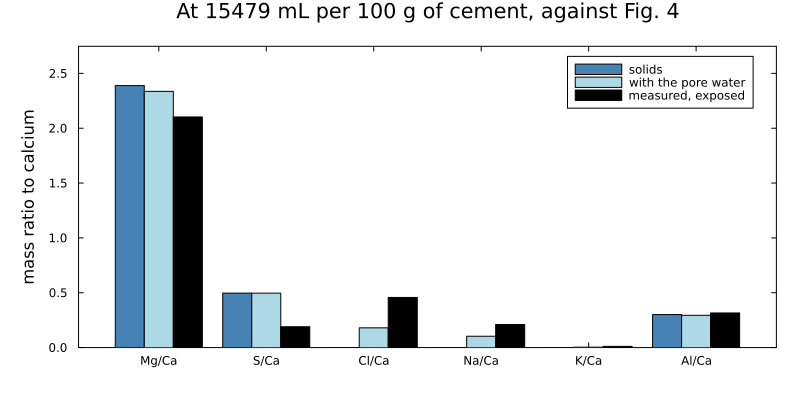 At 15479 mL per 100 g of cement, against Fig. 4
mass ratio to calcium
2.5
2.0
1.5
1.0
0.5
0.0
solids
with the pore water
measured, exposed
Mg/Ca
S/Ca
Cl/Ca
Na/Ca
K/Ca
Al/Ca